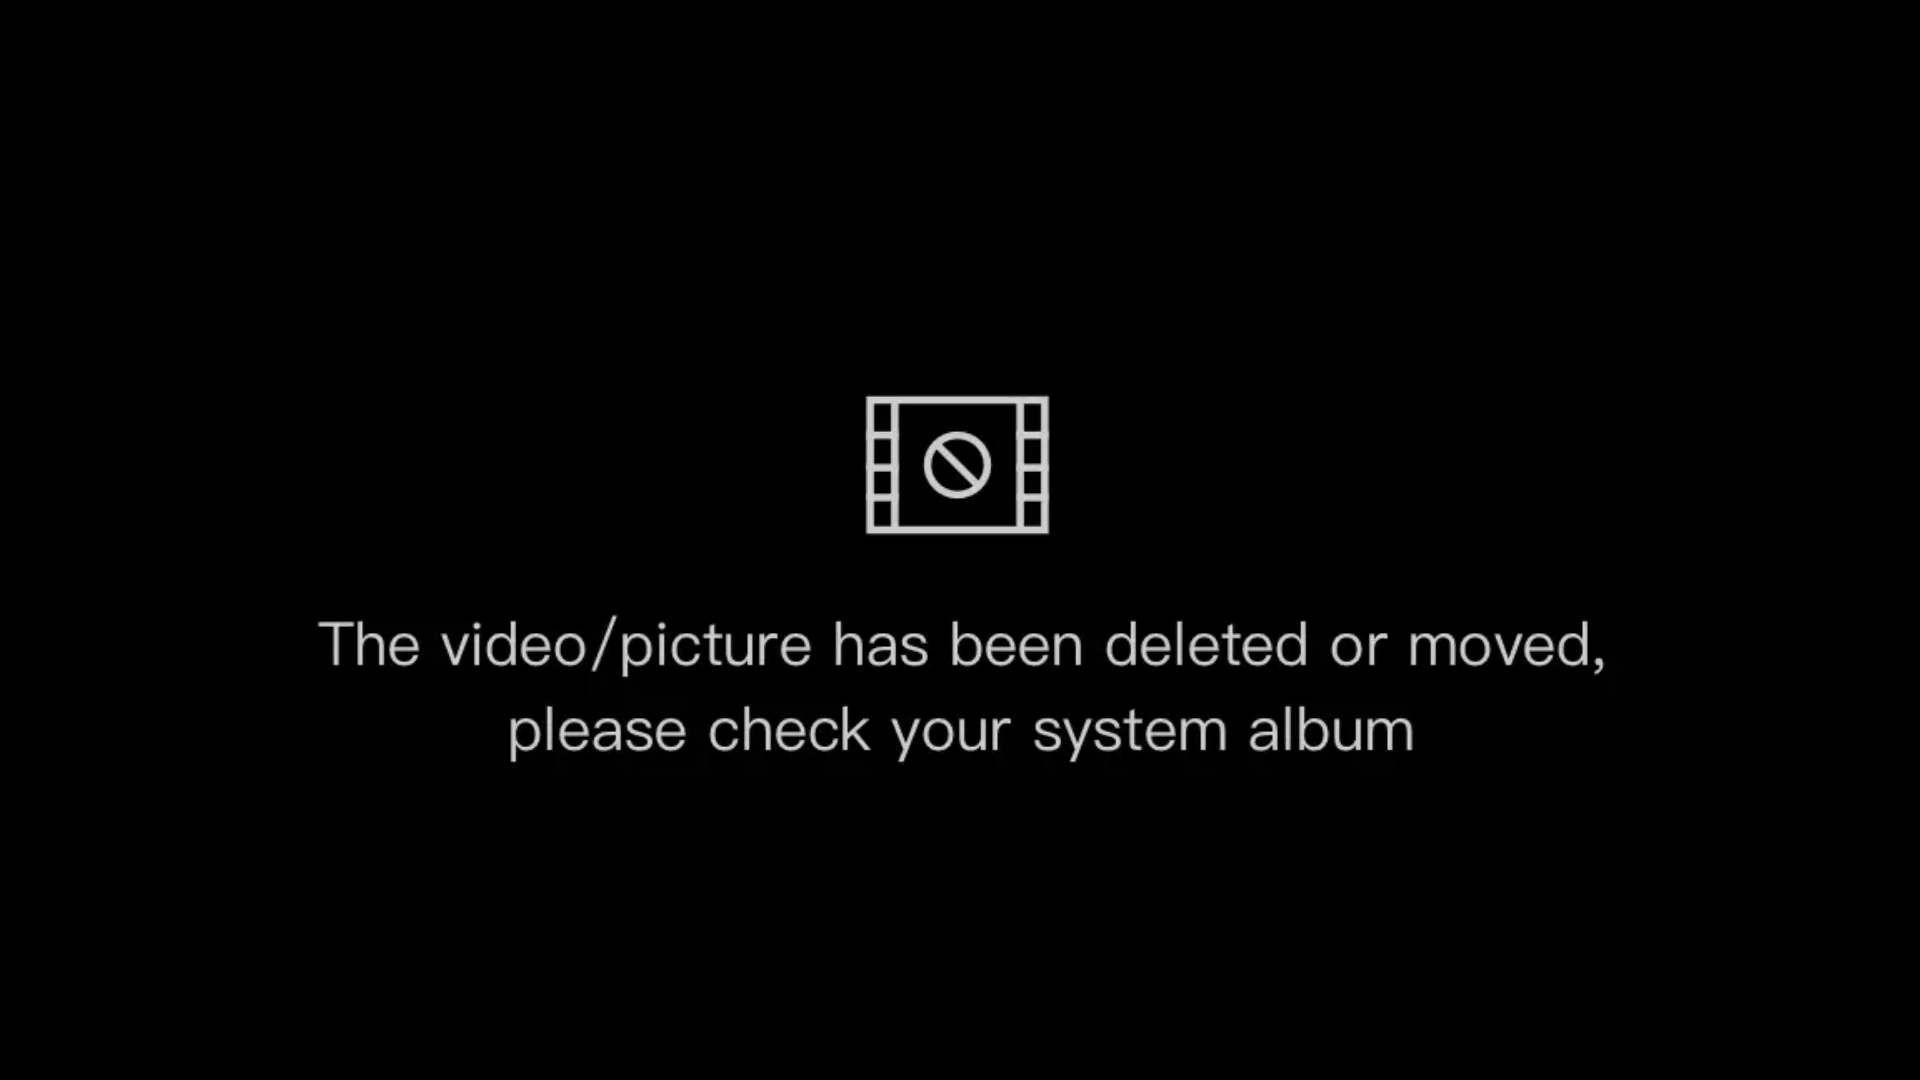 The video/picture has been deleted or moved,
please check your system album